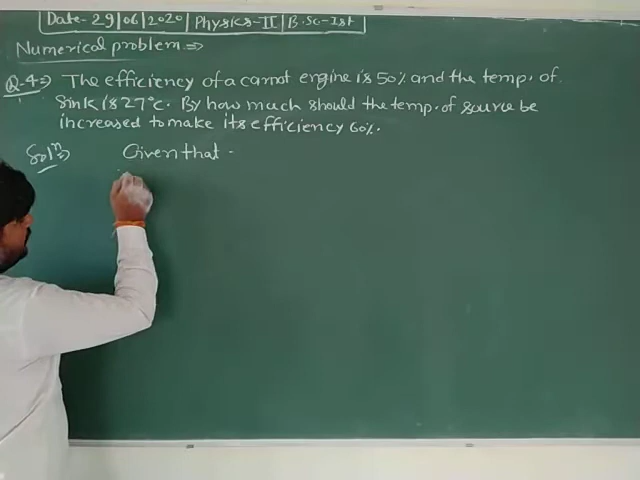 Date- 29/06/2020 | Physics-II | B.Sc-Ist
Numerical problem ⇒
Q.4⇒ The efficiency of a carnot engine is 50% and the temp. of
Sink is 27°c. By how much should the temp. of source be
increased to make its efficiency 60%.
Solⁿ⇒ Given that -